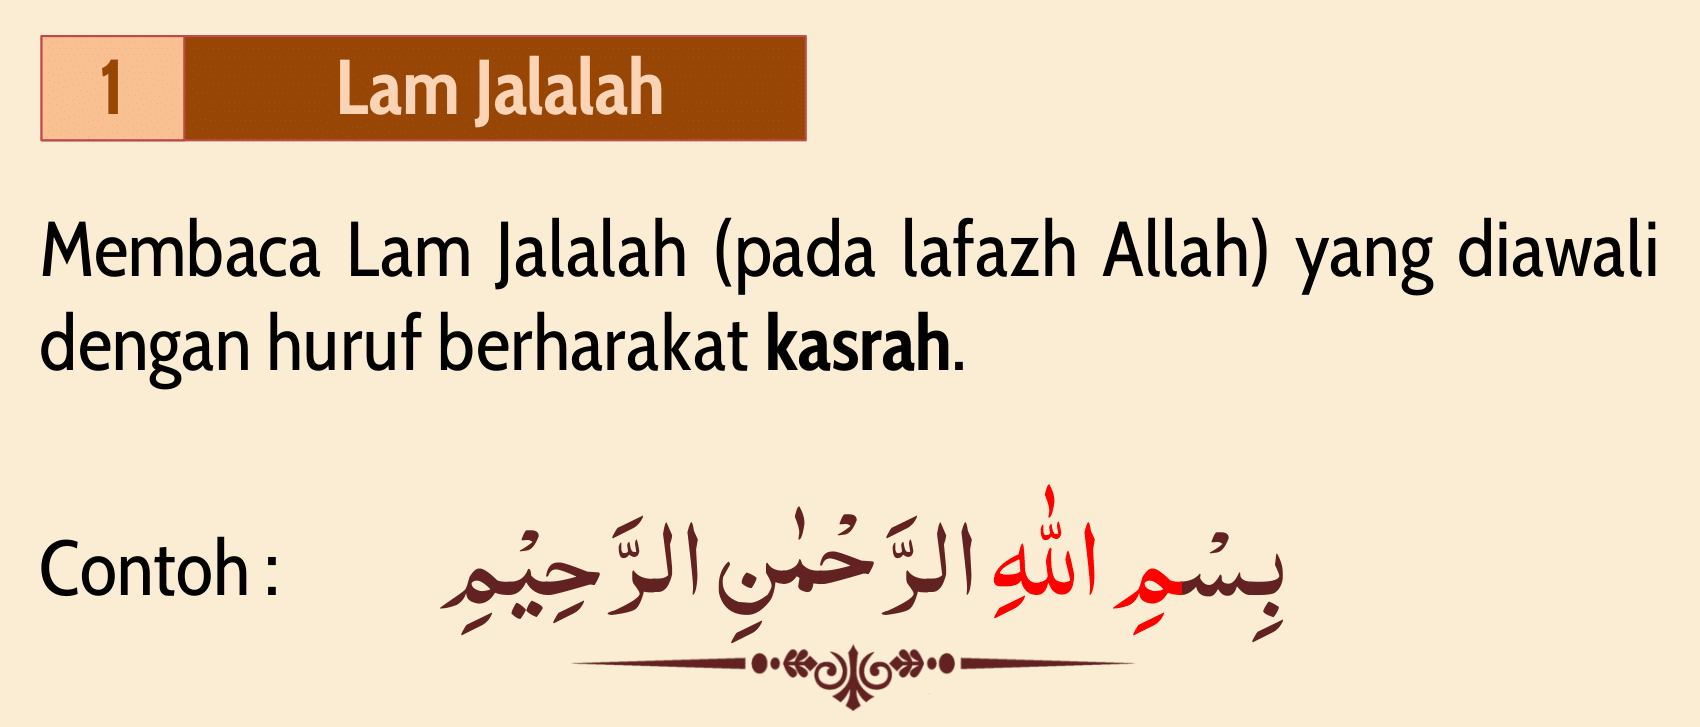 1 Lam Jalalah
Membaca Lam Jalalah (pada lafazh Allah) yang diawali
dengan huruf berharakat kasrah.
Contoh : بِسْمِ اللّٰهِ الرَّحْمٰنِ الرَّحِيْمِ